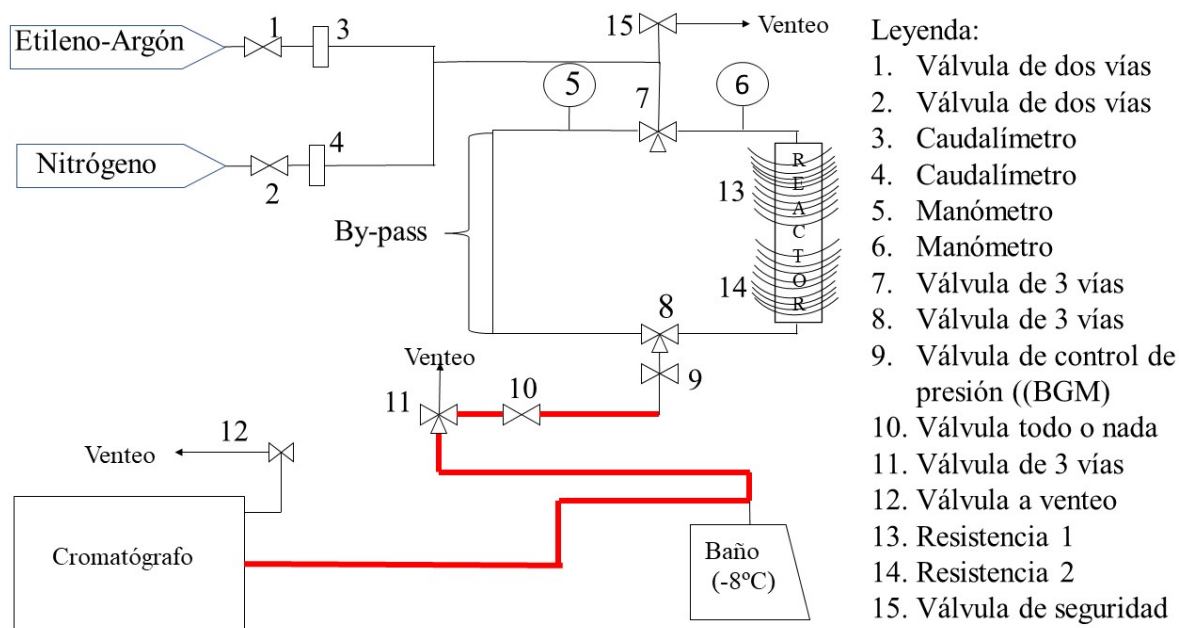 Etileno-Argón
1
3
15
Venteo
5
7
6
Nitrógeno
2
4
By-pass
13
REACTOR
14
8
Venteo
9
11
10
12
Venteo
Cromatógrafo
Baño
(-8ºC)
Leyenda:
1. Válvula de dos vías
2. Válvula de dos vías
3. Caudalímetro
4. Caudalímetro
5. Manómetro
6. Manómetro
7. Válvula de 3 vías
8. Válvula de 3 vías
9. Válvula de control de
presión ((BGM)
10. Válvula todo o nada
11. Válvula de 3 vías
12. Válvula a venteo
13. Resistencia 1
14. Resistencia 2
15. Válvula de seguridad